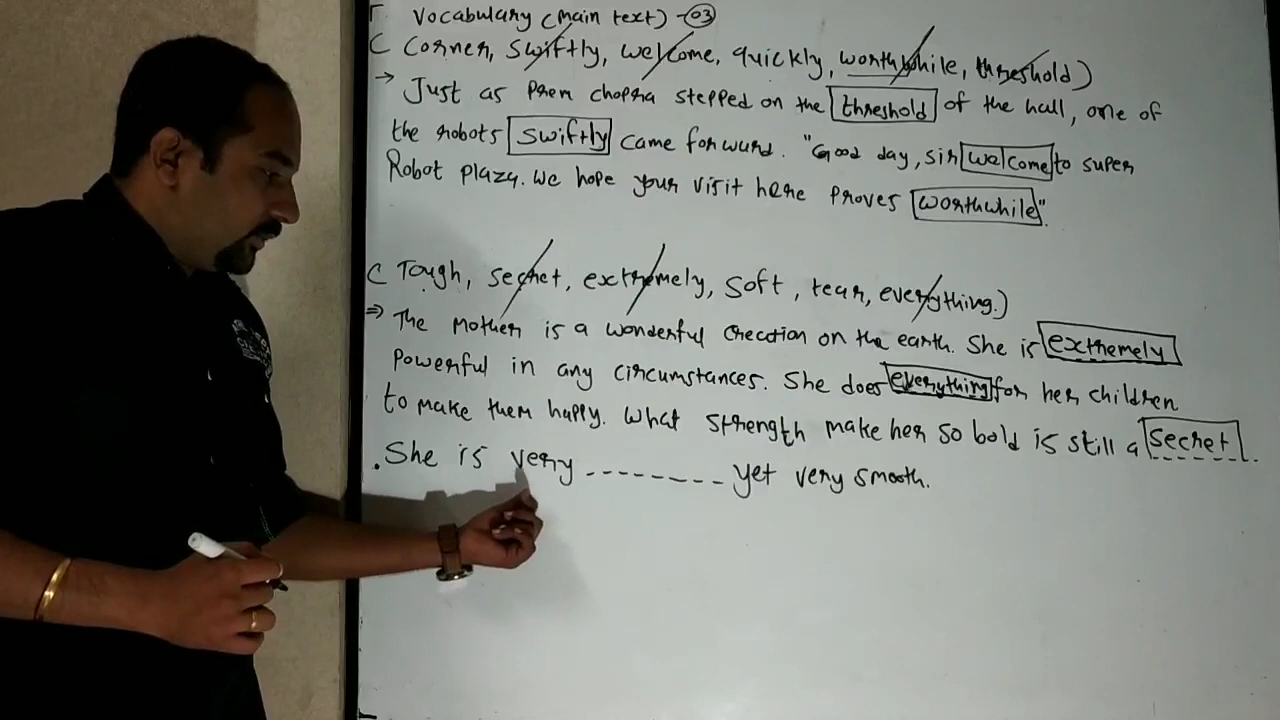 Vocabulary (main text) - 03
( Corner, swiftly, welcome, quickly, worthwhile, threshold )
→ Just as Prem chopra stepped on the threshold of the hall, one of
the robots swiftly came forward. "Good day, sir welcome to super
Robot plaza. We hope your visit here proves worthwhile".
( Tough, secret, extremely, soft, tear, everything.)
⇒ The Mother is a wonderful creation on the earth. She is extremely
powerful in any circumstances. She does everything for her children
to make them happy. What strength make her so bold is still a secret.
. She is very -------- yet very smooth.